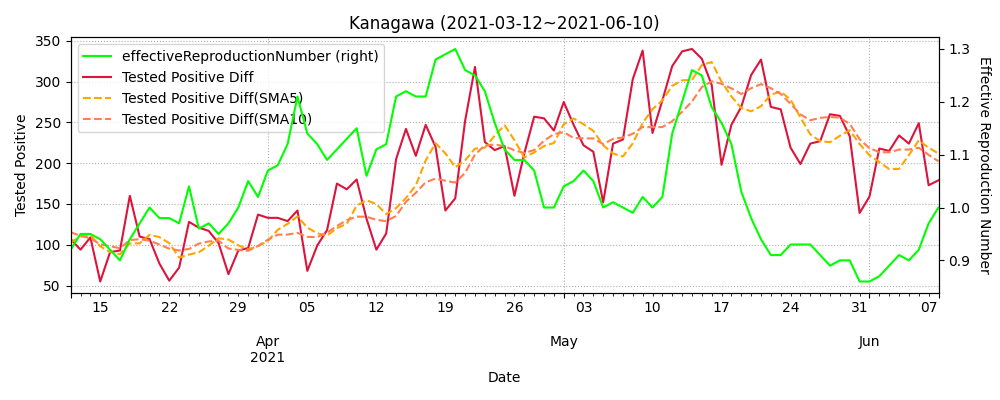 Kanagawa (2021-03-12~2021-06-10)
effectiveReproductionNumber (right)
Tested Positive Diff
Tested Positive Diff(SMA5)
Tested Positive Diff(SMA10)
Tested Positive
350
300
250
200
150
100
50
1.3
1.2
1.1
1.0
0.9
Effective Reproduction Number
15 22 29 05 12 19 26 03 10 17 24 31 07
Apr May Jun
2021
Date